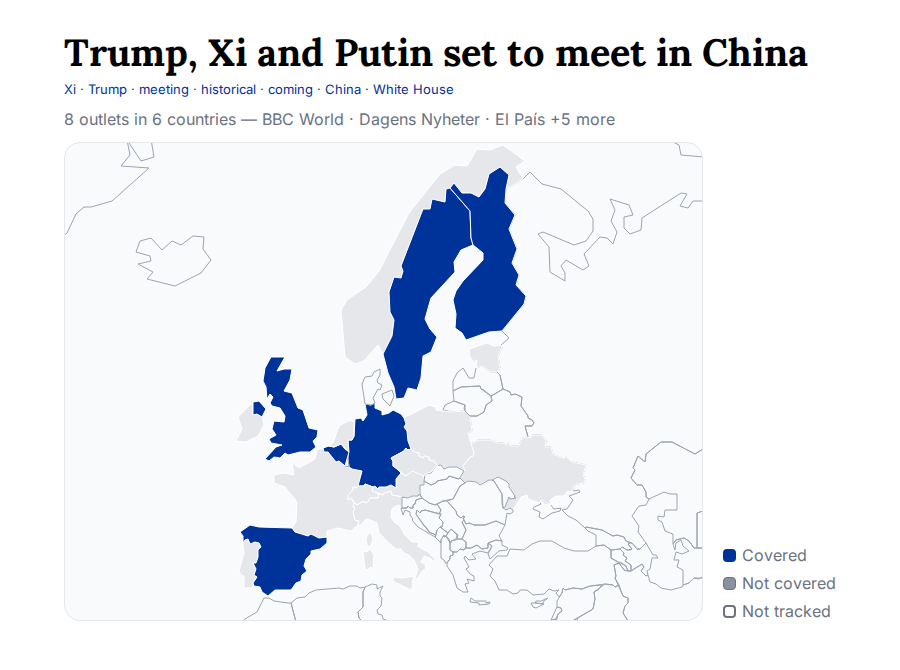 Trump, Xi and Putin set to meet in China
Xi · Trump · meeting · historical · coming · China · White House
8 outlets in 6 countries — BBC World · Dagens Nyheter · El País +5 more
Covered
Not covered
Not tracked